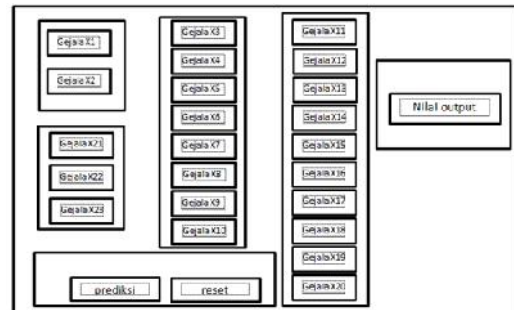 Gejala X1
Gejala X2
Gejala X21
Gejala X22
Gejala X23
Gejala X3
Gejala X4
Gejala X5
Gejala X6
Gejala X7
Gejala X8
Gejala X9
Gejala X10
Gejala X11
Gejala X12
Gejala X13
Gejala X14
Gejala X15
Gejala X16
Gejala X17
Gejala X18
Gejala X19
Gejala X20
Nilai output
prediksi
reset